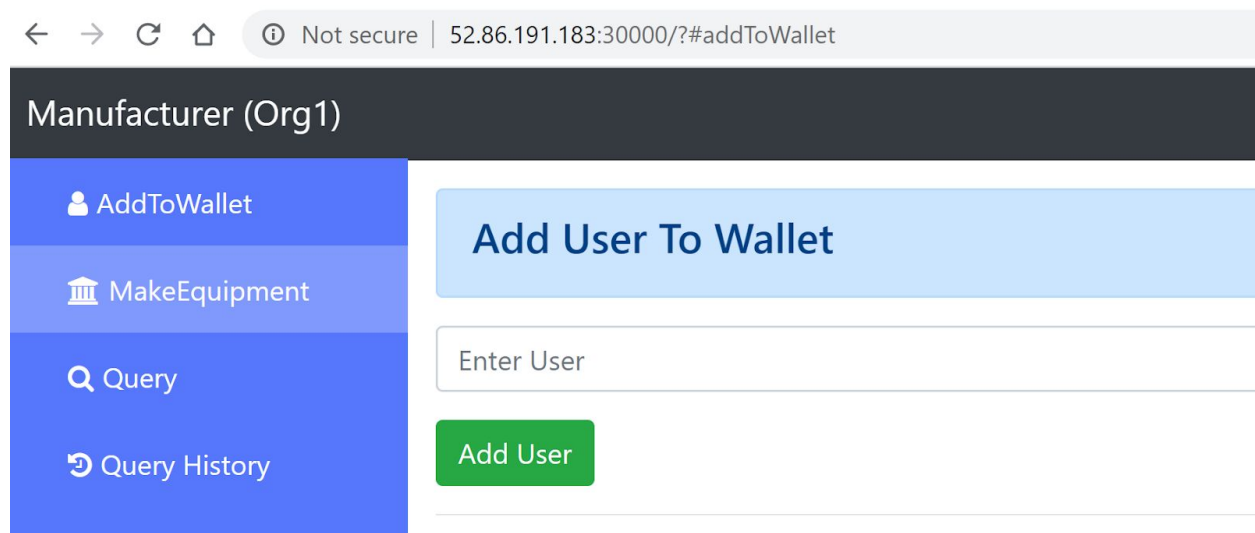 Not secure 52.86.191.183:30000/?#addToWallet
Manufacturer (Org1)
AddToWallet
MakeEquipment
Query
Query History
Add User To Wallet
Enter User
Add User